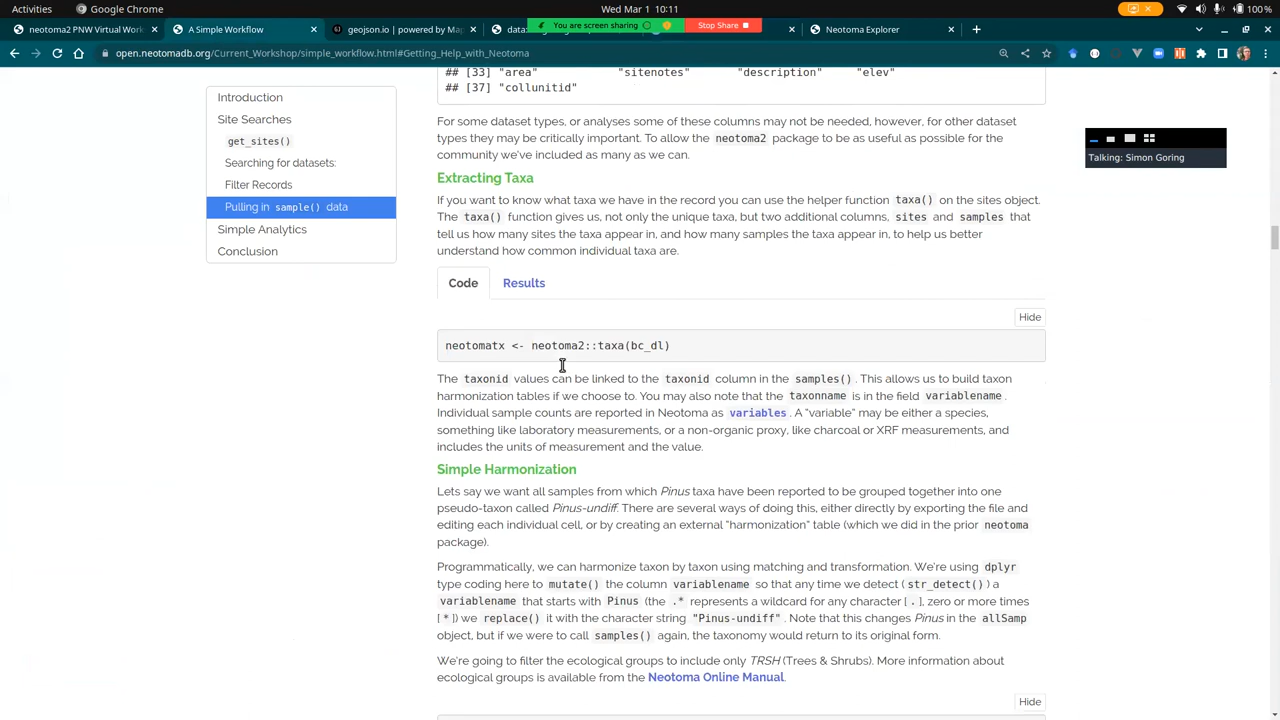 Activities
Google Chrome
Wed Mar 1 10:11
100 %
You are screen sharing
Stop Share
neotoma2 PNW Virtual Work
A Simple Workflow
geojson.io | powered by Map
Neotoma Explorer
open.neotomadb.org/Current_Workshop/simple_workflow.html#Getting_Help_with_Neotoma
Introduction
Site Searches
get_sites()
Searching for datasets:
Filter Records
Pulling in sample() data
Simple Analytics
Conclusion
## [33] "area" "sitenotes" "description" "elev"
## [37] "collunitid"
For some dataset types, or analyses some of these columns may not be needed, however, for other dataset
types they may be critically important. To allow the neotoma2 package to be as useful as possible for the
community we've included as many as we can.
Extracting Taxa
If you want to know what taxa we have in the record you can use the helper function taxa() on the sites object.
The taxa() function gives us, not only the unique taxa, but two additional columns, sites and samples that
tell us how many sites the taxa appear in, and how many samples the taxa appear in, to help us better
understand how common individual taxa are.
Code Results
Hide
neotomatx <- neotoma2::taxa(bc_dl)
The taxonid values can be linked to the taxonid column in the samples() . This allows us to build taxon
harmonization tables if we choose to. You may also note that the taxonname is in the field variablename .
Individual sample counts are reported in Neotoma as variables . A "variable" may be either a species,
something like laboratory measurements, or a non-organic proxy, like charcoal or XRF measurements, and
includes the units of measurement and the value.
Simple Harmonization
Lets say we want all samples from which Pinus taxa have been reported to be grouped together into one
pseudo-taxon called Pinus-undiff. There are several ways of doing this, either directly by exporting the file and
editing each individual cell, or by creating an external "harmonization" table (which we did in the prior neotoma
package).
Programmatically, we can harmonize taxon by taxon using matching and transformation. We're using dplyr
type coding here to mutate() the column variablename so that any time we detect ( str_detect() ) a
variablename that starts with Pinus (the .* represents a wildcard for any character [ . ], zero or more times
[ * ]) we replace() it with the character string "Pinus-undiff" . Note that this changes Pinus in the allSamp
object, but if we were to call samples() again, the taxonomy would return to its original form.
We're going to filter the ecological groups to include only TRSH (Trees & Shrubs). More information about
ecological groups is available from the Neotoma Online Manual.
Hide
Talking: Simon Goring